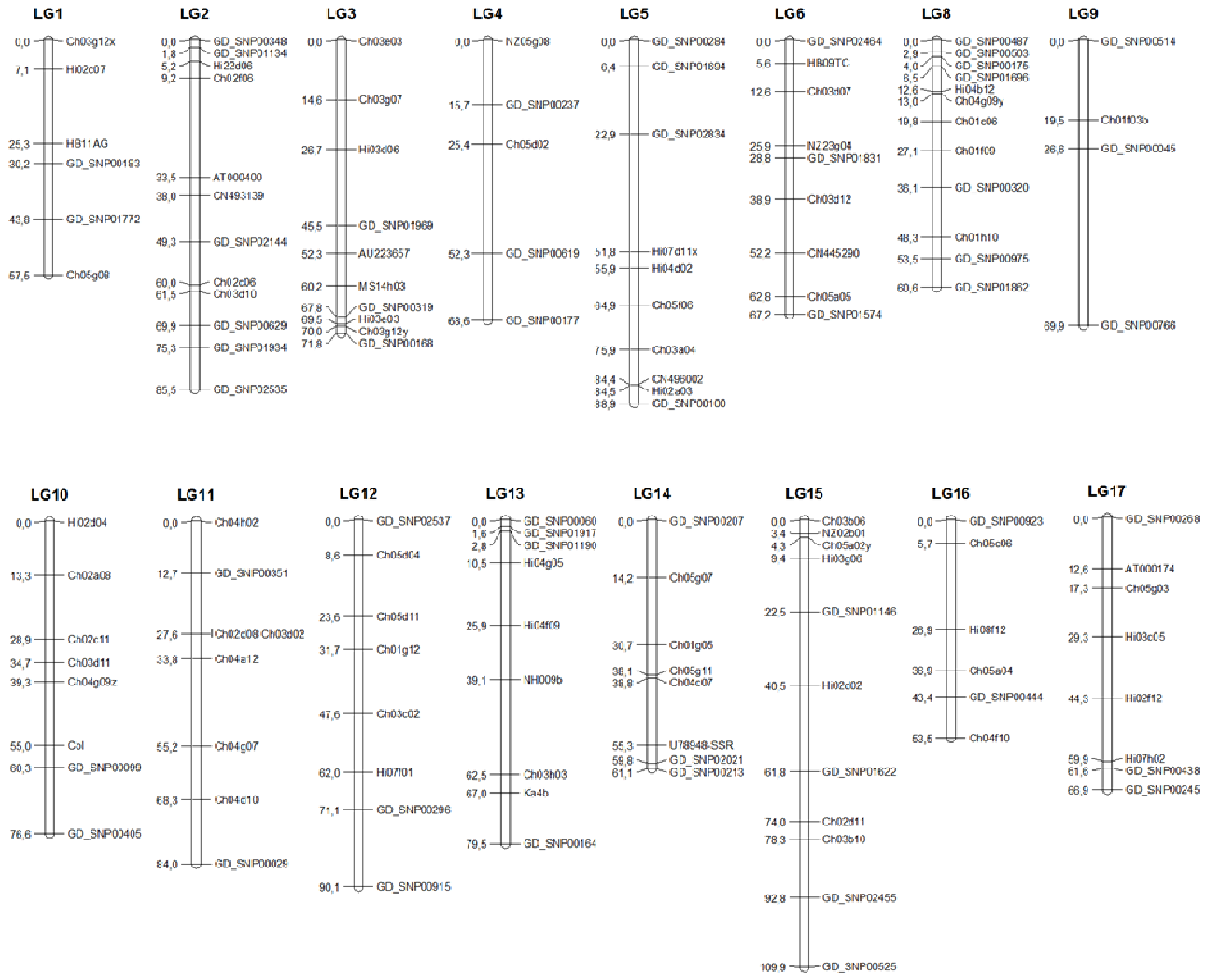 LG1
0,0 Ch03g12x
7,1 Hi02c07
25,3 HB11AG
30,2 GD_SNP00193
43,8 GD_SNP01772
67,6 Ch05g08
LG2
0,0 GD_SNP00348
1,8 GD_SNP01134
5,2 Hi22d06
9,2 Ch02f06
33,5 AT000400
38,0 CN493139
49,3 GD_SNP02144
60,0 Ch02c06
61,5 Ch03d10
69,9 GD_SNP00629
75,3 GD_SNP01934
85,5 GD_SNP02535
LG3
0,0 Ch03e03
14,6 Ch03g07
26,7 Hi03d06
45,5 GD_SNP01969
52,3 AU223657
60,2 MS14h03
67,8 GD_SNP00319
69,5 Hi03e03
70,0 Ch03g12y
71,8 GD_SNP00168
LG4
0,0 NZ05g08
15,7 GD_SNP00237
25,4 Ch05d02
52,3 GD_SNP00619
GD_SNP00177
LG5
0,0 GD_SNP00284
6,4 GD_SNP01694
22,9 GD_SNP02834
51,8 Hi07d11x
55,9 Hi04d02
64,9 Ch05f06
75,9 Ch03a04
84,4 CN496002
84,5 Hi02a03
88,9 GD_SNP00100
LG6
0,0 GD_SNP02464
5,6 HB09TC
12,6 Ch03d07
25,9 NZ23g04
28,8 GD_SNP01831
38,9 Ch03d12
52,2 CN445290
62,8 Ch05a05
67,2 GD_SNP01574
LG8
0,0 GD_SNP00487
2,9 GD_SNP00503
4,0 GD_SNP00175
6,5 GD_SNP01696
12,6 Hi04b12
13,0 Ch04g09y
19,8 Ch01c06
27,1 Ch01f09
36,1 GD_SNP00320
48,3 Ch01h10
53,5 GD_SNP00975
60,6 GD_SNP01862
LG9
0,0 GD_SNP00514
19,5 Ch01f03b
26,6 GD_SNP00045
69,9 GD_SNP00766
LG10
0,0 Hi02d04
13,3 Ch02a08
28,9 Ch02c11
34,7 Ch03d11
39,3 Ch04g09z
55,0 Col
60,3 GD_SNP00099
76,6 GD_SNP00405
LG11
0,0 Ch04h02
12,7 GD_SNP00351
27,6 Ch02d08 Ch03d02
33,8 Ch04a12
55,2 Ch04g07
68,3 Ch04d10
84,0 GD_SNP00029
LG12
0,0 GD_SNP02537
8,6 Ch05d04
23,6 Ch05d11
31,7 Ch01g12
47,6 Ch03c02
62,0 Hi07f01
71,1 GD_SNP00296
90,1 GD_SNP00915
LG13
0,0 GD_SNP00060
1,6 GD_SNP01917
2,8 GD_SNP01190
10,5 Hi04g05
25,9 Hi04f09
39,1 NH009b
62,5 Ch03h03
67,0 Ka4h
79,5 GD_SNP00164
LG14
0,0 GD_SNP00207
14,2 Ch05g07
30,7 Ch01g05
38,1 Ch05g11
38,8 Ch04c07
55,3 U78948-SSR
59,8 GD_SNP02021
61,1 GD_SNP00213
LG15
0,0 Ch03b06
3,4 NZ02b01
4,3 Ch05a02y
9,4 Hi03g06
22,5 GD_SNP01146
40,5 Hi02d02
61,8 GD_SNP01622
74,0 Ch02d11
78,3 Ch03b10
92,8 GD_SNP02455
109,9 GD_SNP00525
LG16
0,0 GD_SNP00923
5,7 Ch05c06
26,9 Hi08f12
36,9 Ch05a04
43,4 GD_SNP00444
53,5 Ch04f10
LG17
0,0 GD_SNP00268
12,6 AT000174
17,3 Ch05g03
29,3 Hi03c05
44,3 Hi02f12
59,9 Hi07h02
61,6 GD_SNP00438
66,9 GD_SNP00245